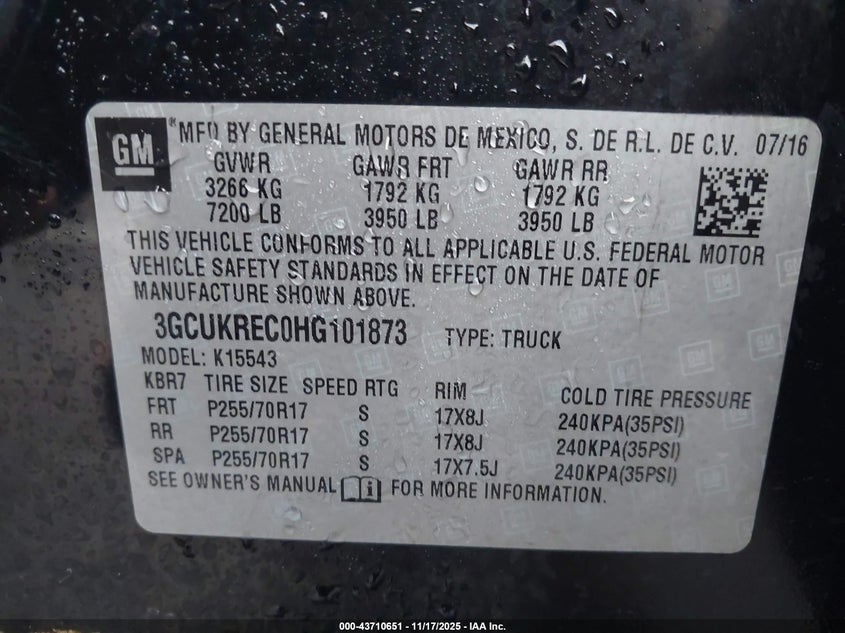 GM ® MFD BY GENERAL MOTORS DE MEXICO, S. DE R.L. DE C.V. 07/16
GVWR GAWR FRT GAWR RR
3266 KG 1792 KG 1792 KG
7200 LB 3950 LB 3950 LB
THIS VEHICLE CONFORMS TO ALL APPLICABLE U.S. FEDERAL MOTOR
VEHICLE SAFETY STANDARDS IN EFFECT ON THE DATE OF
MANUFACTURE SHOWN ABOVE.
3GCUKREC0HG101873 TYPE: TRUCK
MODEL: K15543
KBR7 TIRE SIZE SPEED RTG RIM COLD TIRE PRESSURE
FRT P255/70R17 S 17X8J 240KPA(35PSI)
RR P255/70R17 S 17X8J 240KPA(35PSI)
SPA P255/70R17 S 17X7.5J 240KPA(35PSI)
SEE OWNER'S MANUAL FOR MORE INFORMATION.
000-43710651 - 11/17/2025 - IAA Inc.